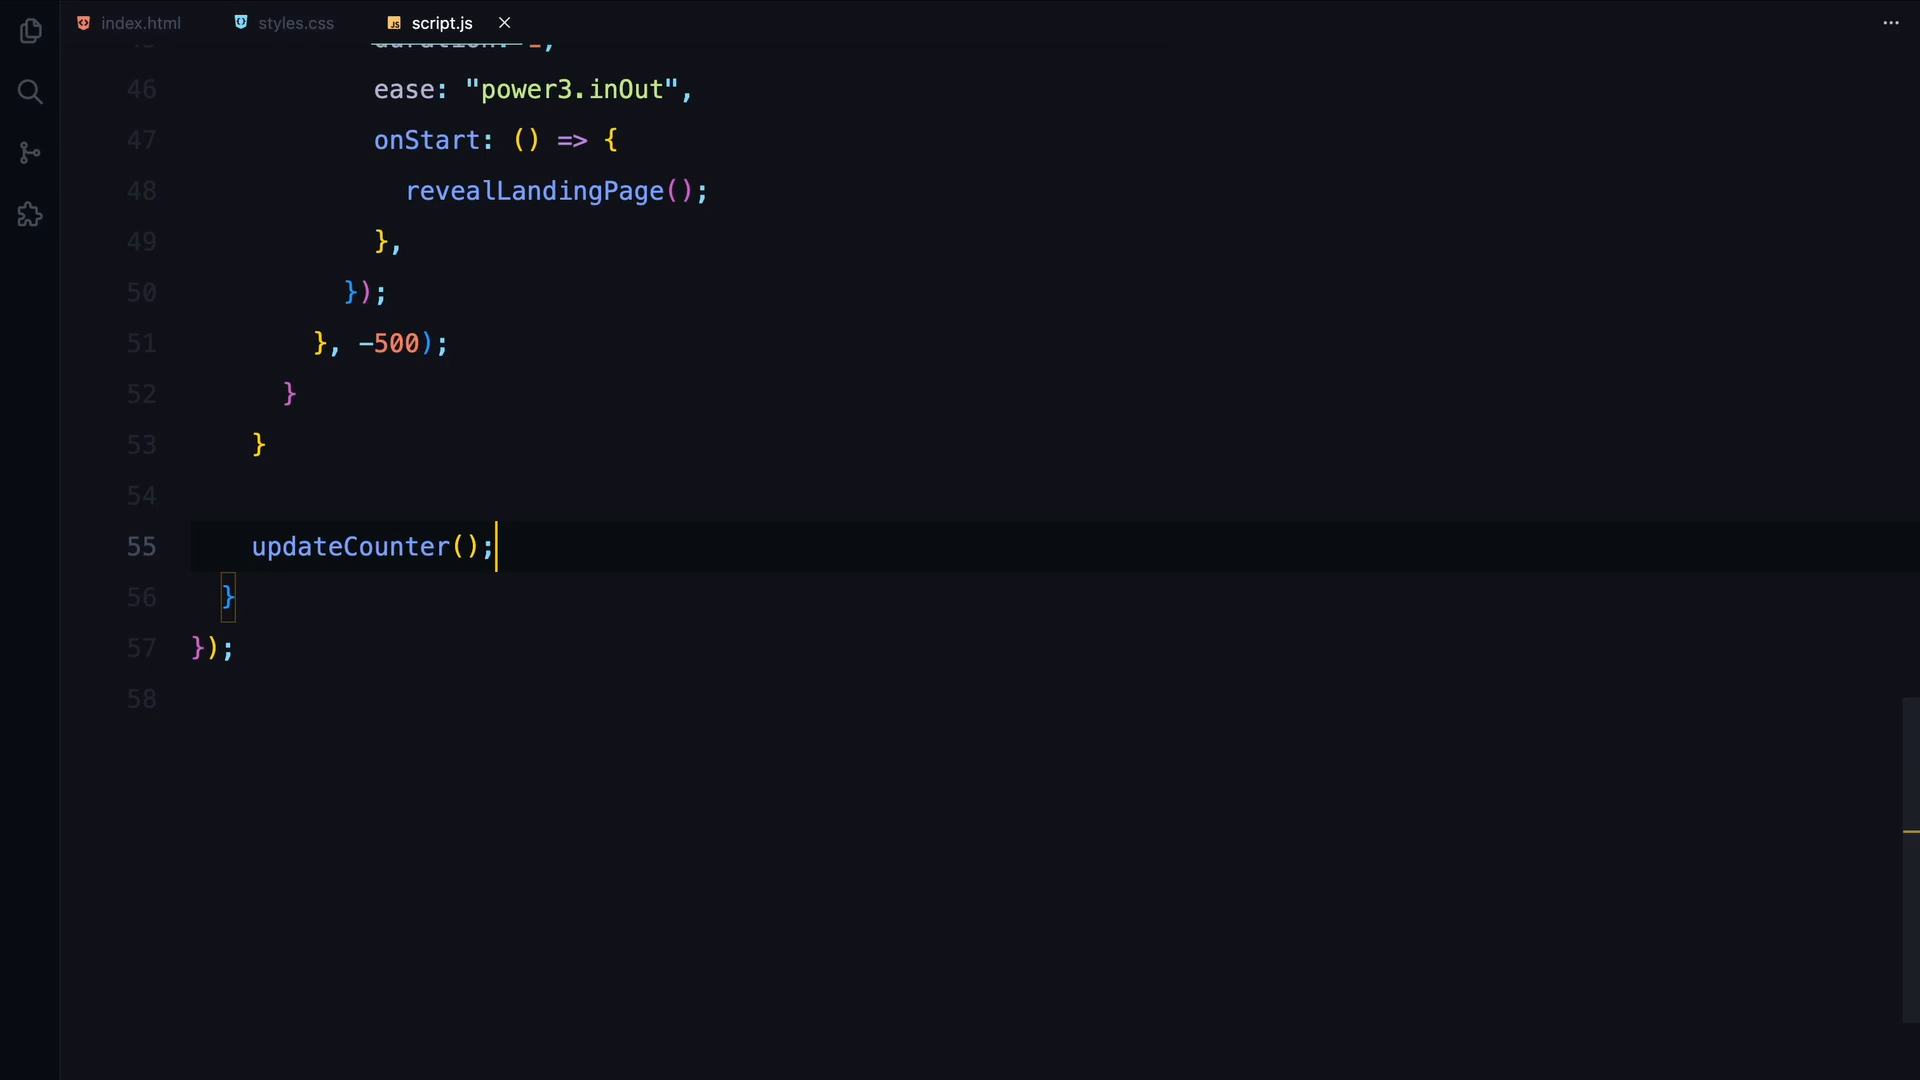 index.html
styles.css
script.js
46 ease: "power3.inOut",
47 onStart: () => {
48 revealLandingPage();
49 },
50 });
51 }, -500);
52 }
53 }
54
55 updateCounter();
56 }
57 });
58